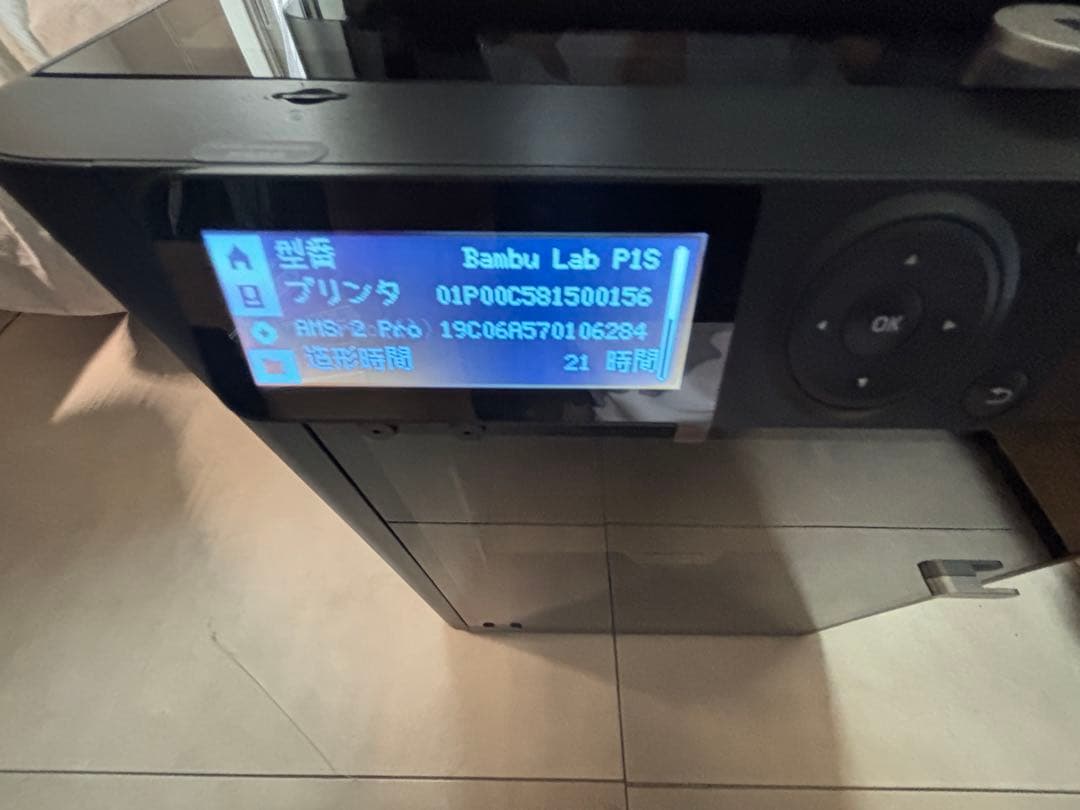 型番 Bambu Lab P1S
プリンタ 01P00C581500156
AMS 2 Pro 19C06A570106284
造形時間 21 時間
OK